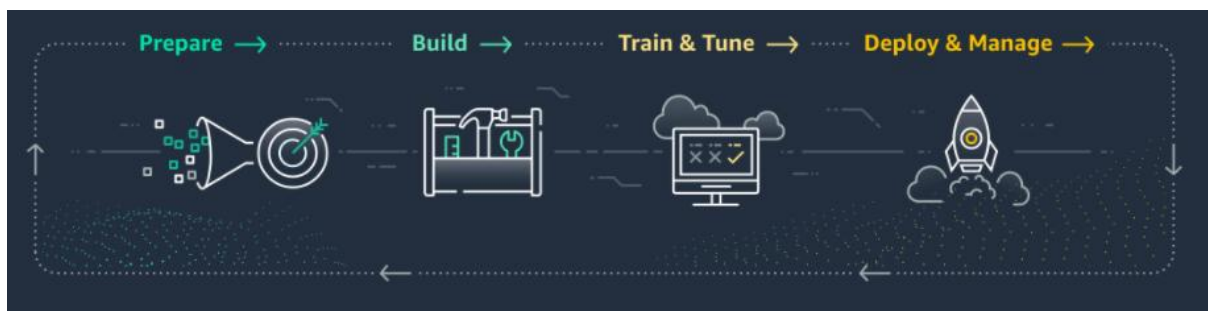 Prepare → Build → Train & Tune → Deploy & Manage →